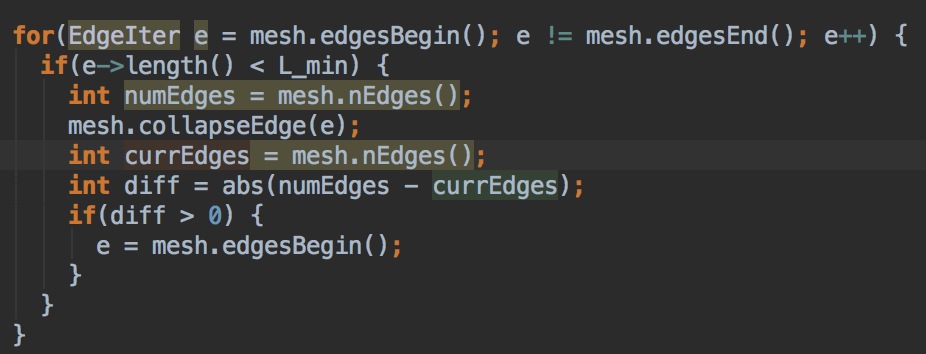 for(EdgeIter e = mesh.edgesBegin(); e != mesh.edgesEnd(); e++) {
if(e->length() < L_min) {
int numEdges = mesh.nEdges();
mesh.collapseEdge(e);
int currEdges = mesh.nEdges();
int diff = abs(numEdges - currEdges);
if(diff > 0) {
e = mesh.edgesBegin();
}
}
}